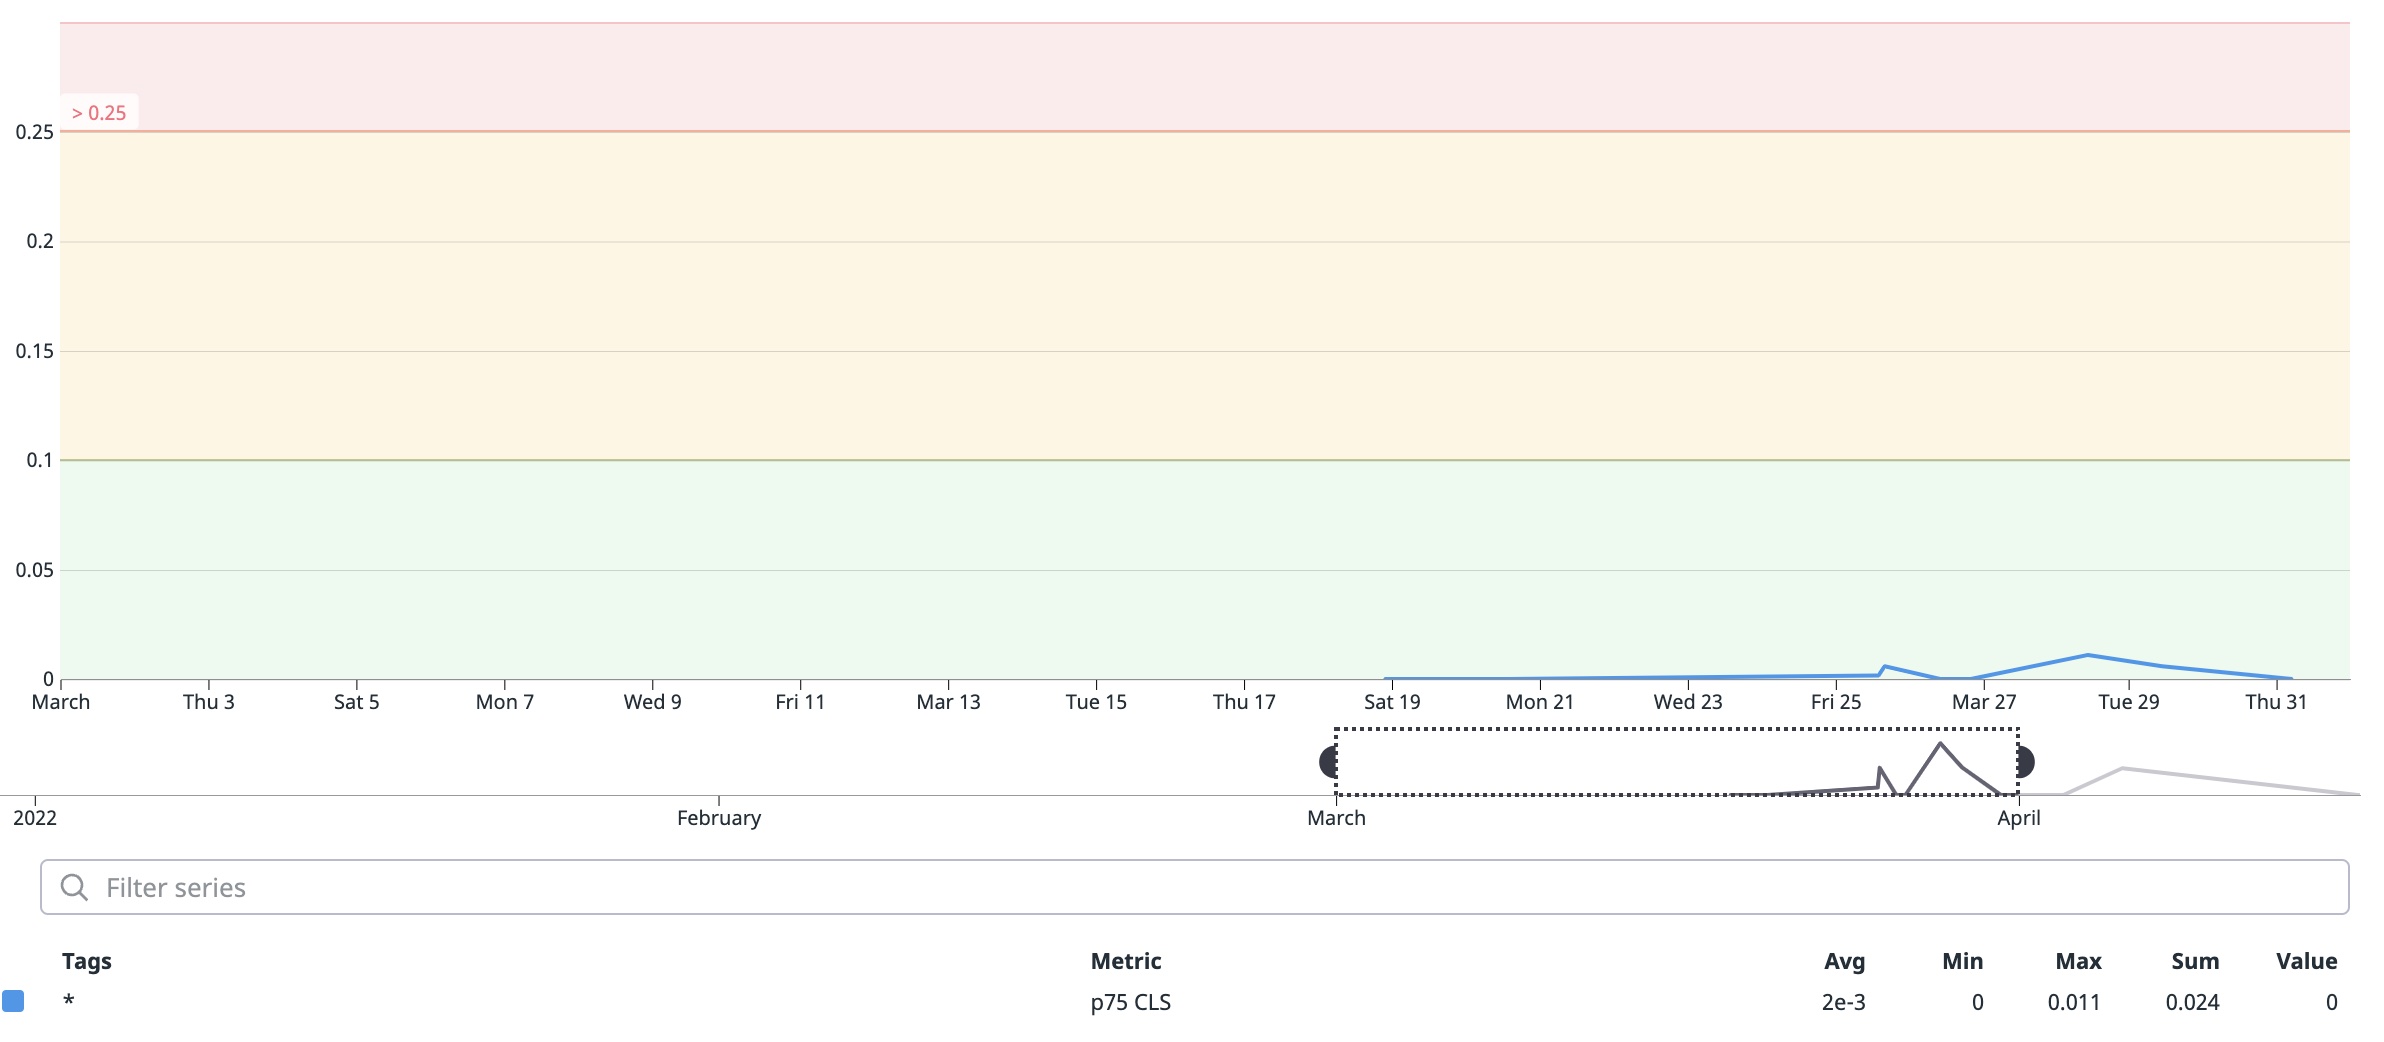 > 0.25
0.25
0.2
0.15
0.1
0.05
0
March Thu 3 Sat 5 Mon 7 Wed 9 Fri 11 Mar 13 Tue 15 Thu 17 Sat 19 Mon 21 Wed 23 Fri 25 Mar 27 Tue 29 Thu 31
2022 February March April
Filter series
Tags Metric Avg Min Max Sum Value
* p75 CLS 2e-3 0 0.011 0.024 0